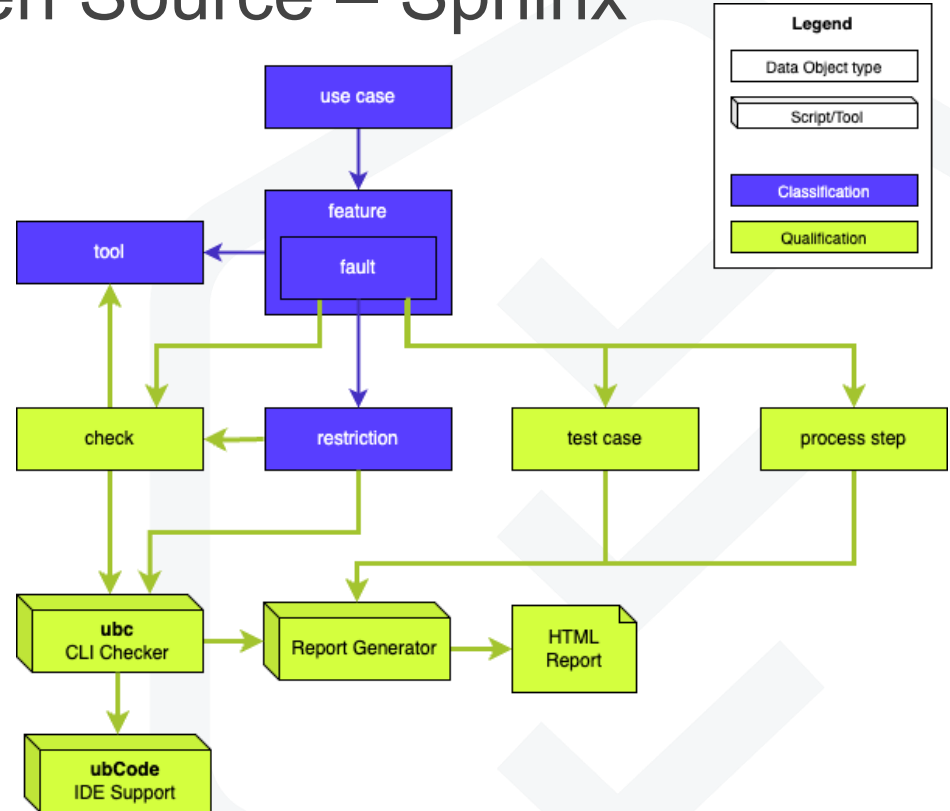 en Source – Sphinx
Legend
Data Object type
Script/Tool
Classification
Qualification
use case
feature
fault
tool
check
restriction
test case
process step
ubc
CLI Checker
Report Generator
HTML
Report
ubCode
IDE Support